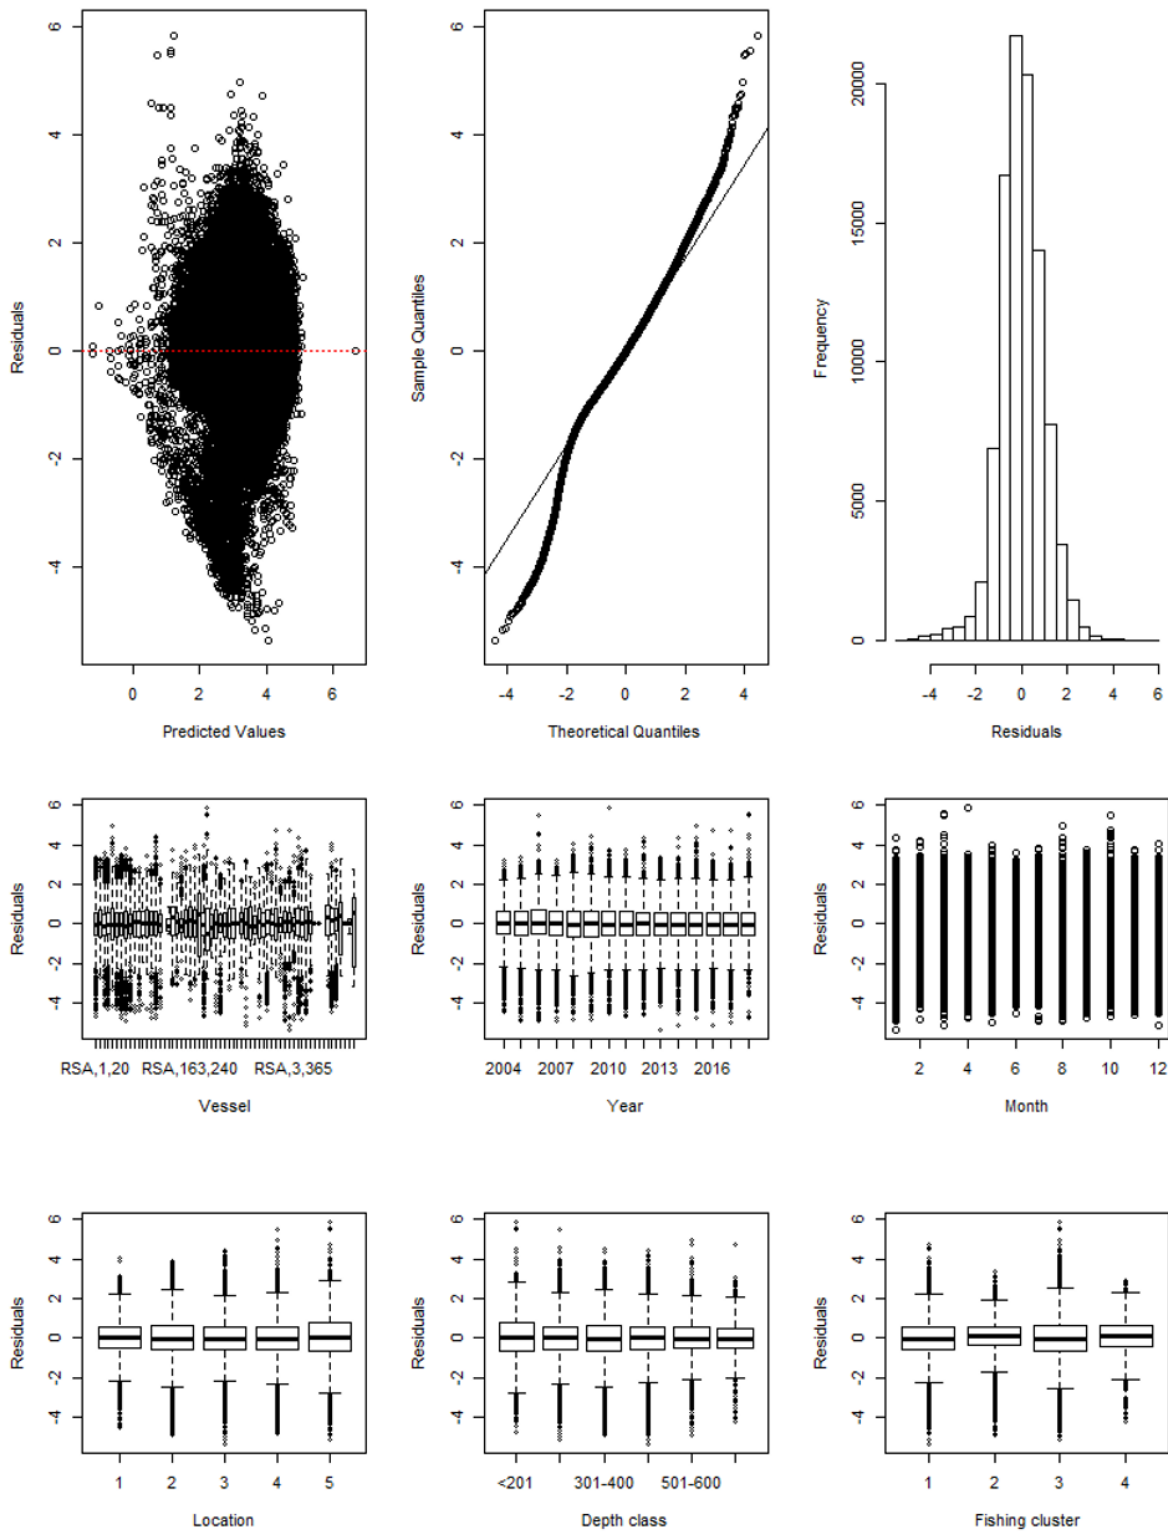 6
4
2
0
-2
-4
Residuals
0 2 4 6
Predicted Values
6
4
2
0
-2
-4
Sample Quantiles
-4 -2 0 2 4
Theoretical Quantiles
20000
15000
10000
5000
0
Frequency
-4 -2 0 2 4 6
Residuals
6
4
2
0
-2
-4
Residuals
RSA,1,20 RSA,163,240 RSA,3,365
Vessel
6
4
2
0
-2
-4
Residuals
2004 2007 2010 2013 2016
Year
6
4
2
0
-2
-4
Residuals
2 4 6 8 10 12
Month
6
4
2
0
-2
-4
Residuals
1 2 3 4 5
Location
6
4
2
0
-2
-4
Residuals
<201 301-400 501-600
Depth class
6
4
2
0
-2
-4
Residuals
1 2 3 4
Fishing cluster